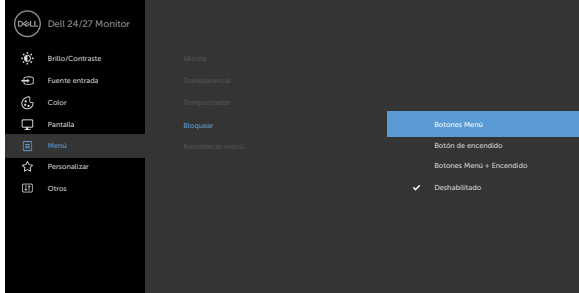 DELL
Dell 24/27 Monitor
Brillo/Contraste
Fuente entrada
Color
Pantalla
Menú
Personalizar
Otros
Idioma
Transparencia
Temporizador
Bloquear
Restablecer menú
Botones Menú
Botón de encendido
Botones Menú + Encendido
Deshabilitado